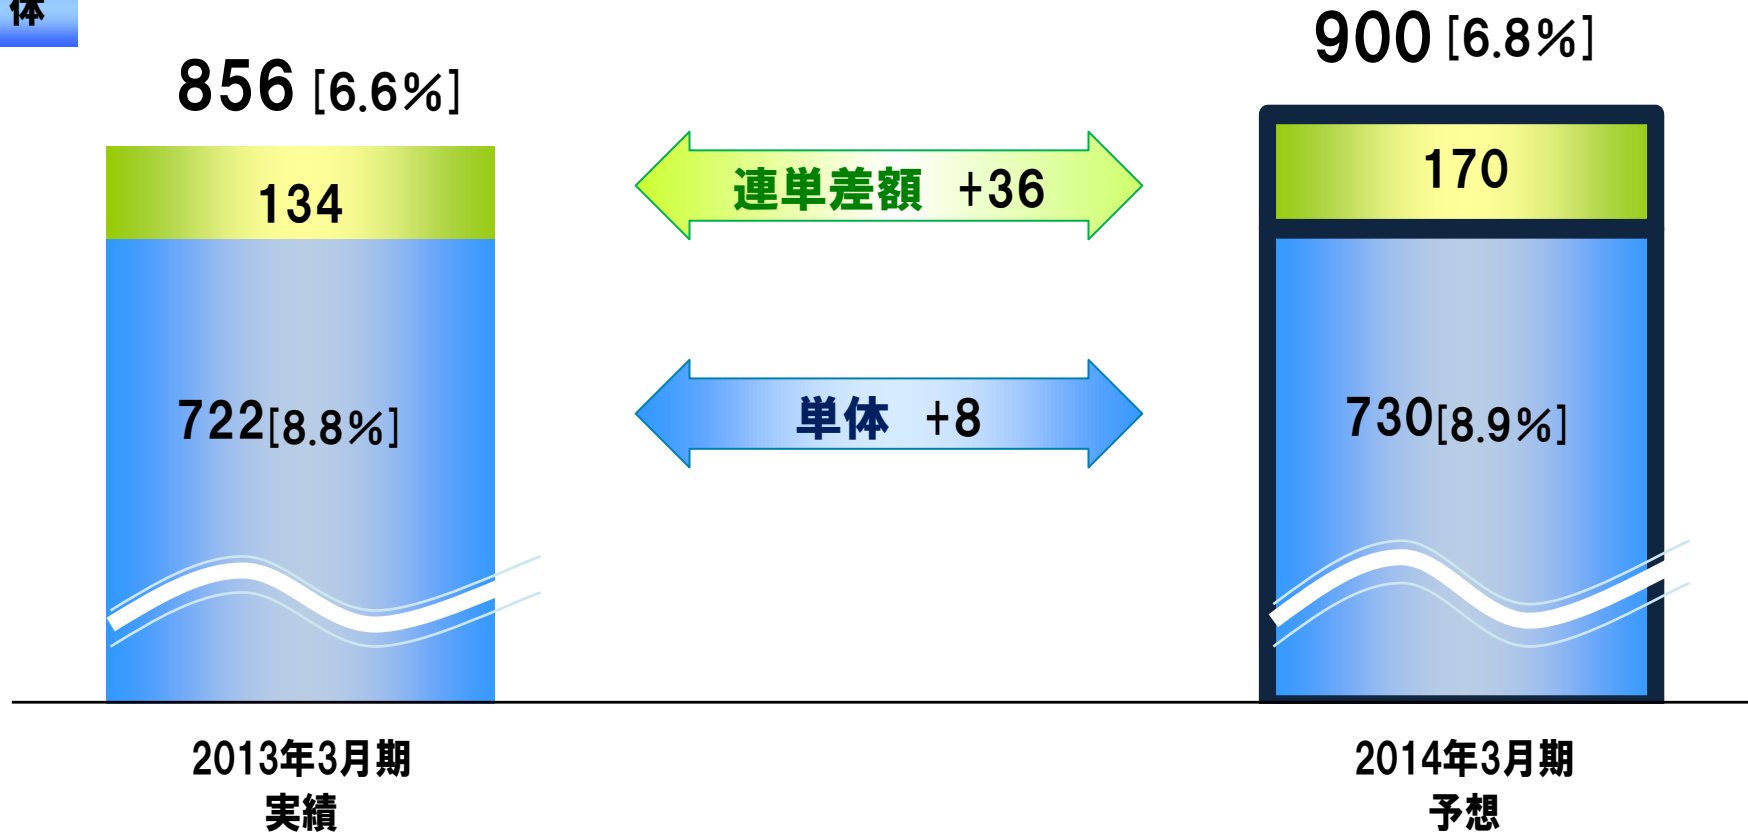 体
856 [6.6%]
900 [6.8%]
134
連単差額 +36
170
722[8.8%]
単体 +8
730[8.9%]
2013年3月期
実績
2014年3月期
予想